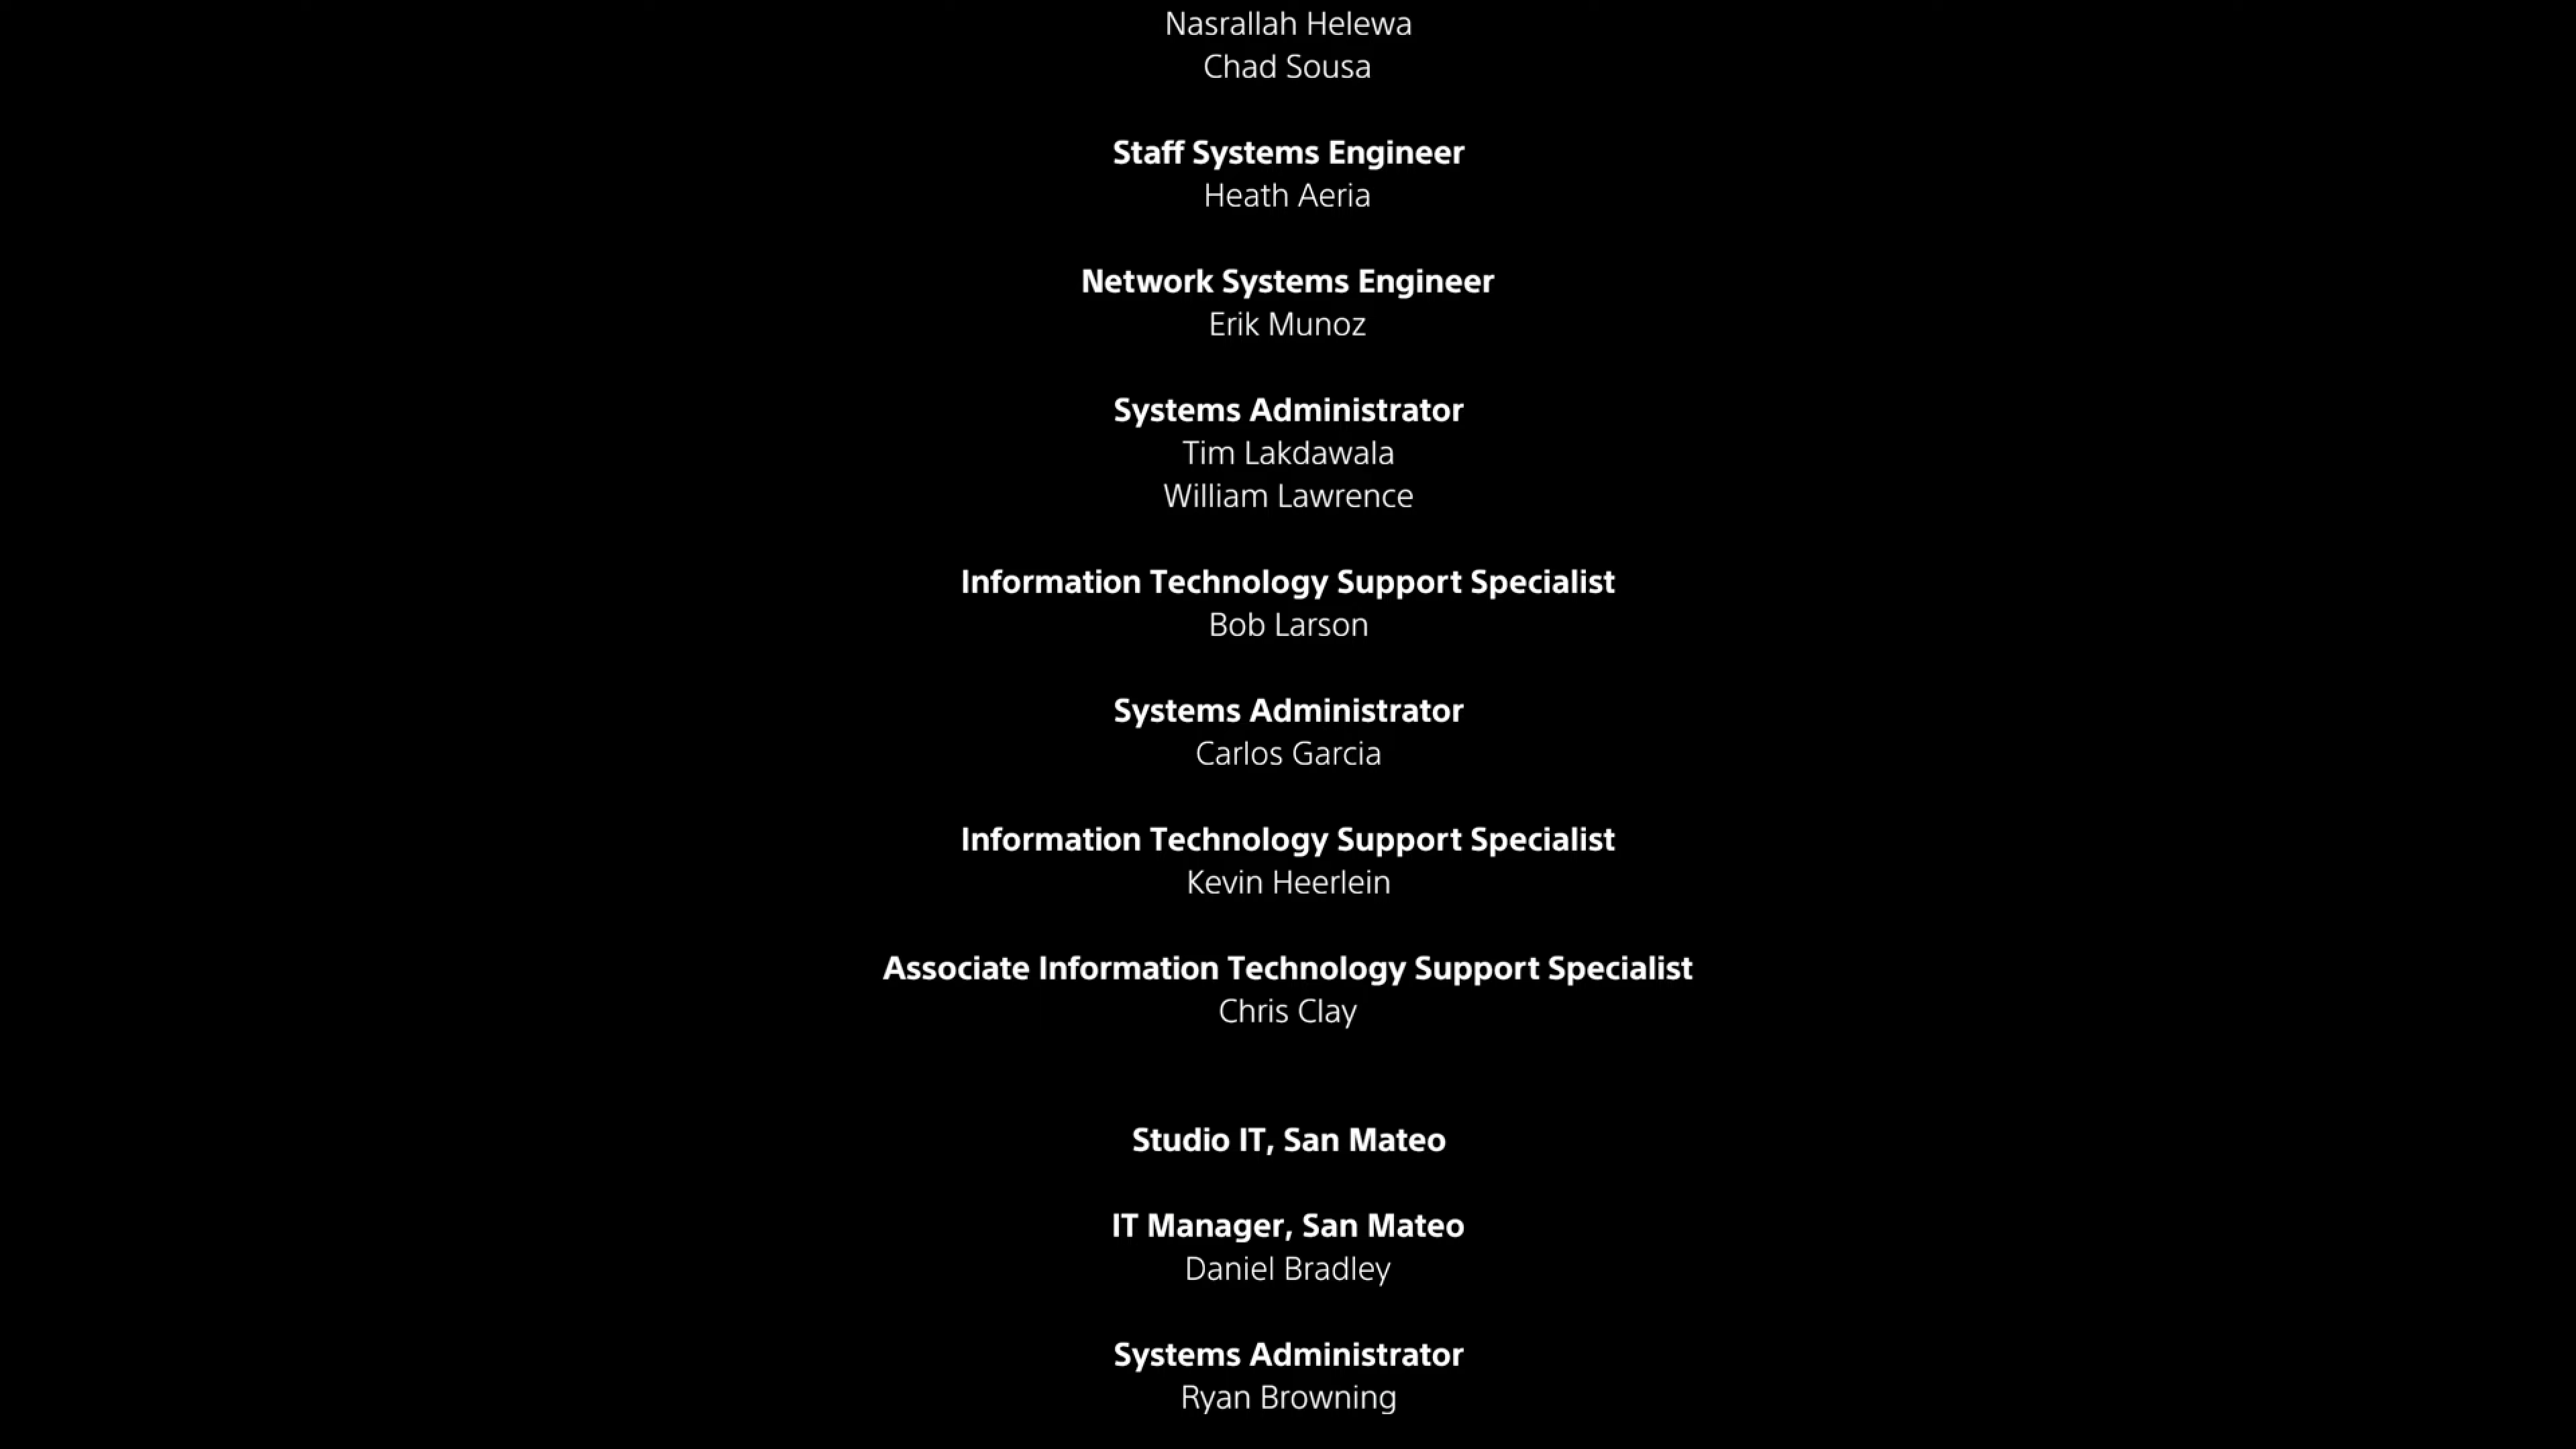 Nasrallah Helewa
Chad Sousa
Staff Systems Engineer
Heath Aeria
Network Systems Engineer
Erik Munoz
Systems Administrator
Tim Lakdawala
William Lawrence
Information Technology Support Specialist
Bob Larson
Systems Administrator
Carlos Garcia
Information Technology Support Specialist
Kevin Heerlein
Associate Information Technology Support Specialist
Chris Clay
Studio IT, San Mateo
IT Manager, San Mateo
Daniel Bradley
Systems Administrator
Ryan Browning